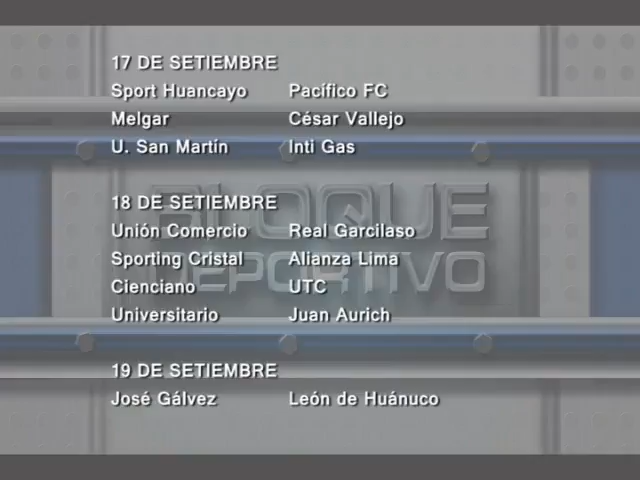 17 DE SETIEMBRE
Sport Huancayo Pacífico FC
Melgar César Vallejo
U. San Martín Inti Gas
18 DE SETIEMBRE
Unión Comercio Real Garcilaso
Sporting Cristal Alianza Lima
Cienciano UTC
Universitario Juan Aurich
19 DE SETIEMBRE
José Gálvez León de Huánuco
BLOQUE
DEPORTIVO